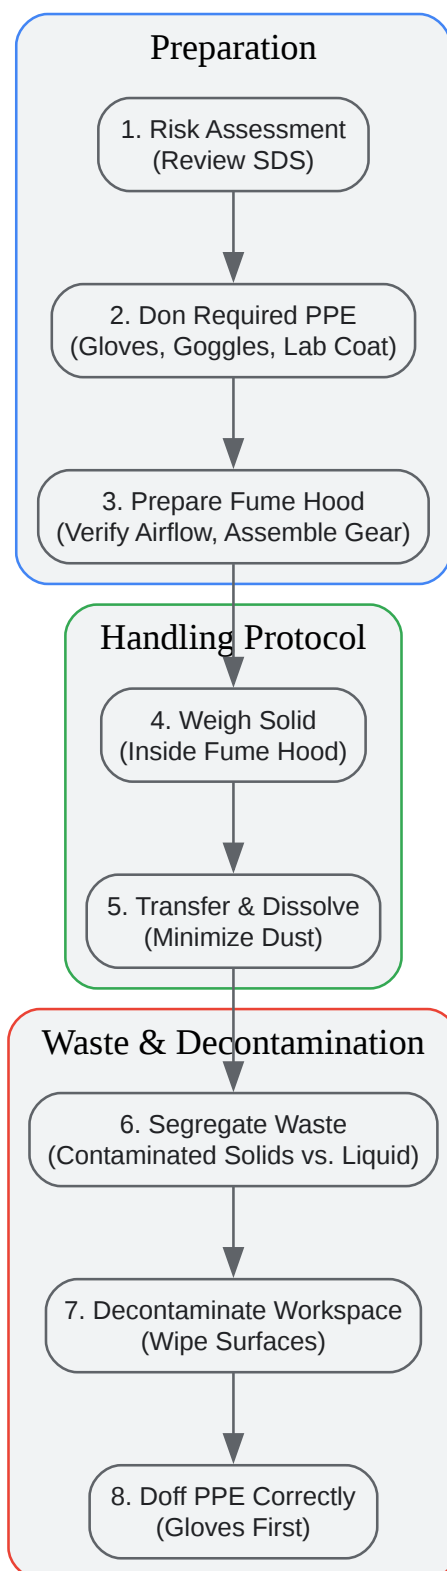 Preparation
1. Risk Assessment
(Review SDS)
2. Don Required PPE
(Gloves, Goggles, Lab Coat)
3. Prepare Fume Hood
(Verify Airflow, Assemble Gear)
Handling Protocol
4. Weigh Solid
(Inside Fume Hood)
5. Transfer & Dissolve
(Minimize Dust)
Waste & Decontamination
6. Segregate Waste
(Contaminated Solids vs. Liquid)
7. Decontaminate Workspace
(Wipe Surfaces)
8. Doff PPE Correctly
(Gloves First)